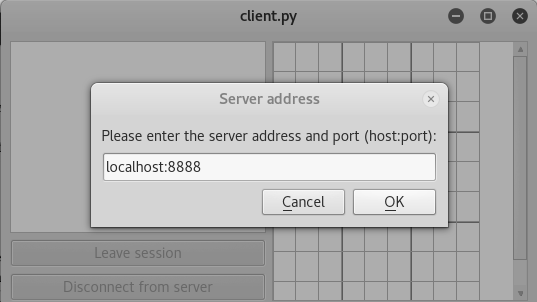 client.py
Server address
Please enter the server address and port (host:port):
localhost:8888
Cancel
OK
Leave session
Disconnect from server